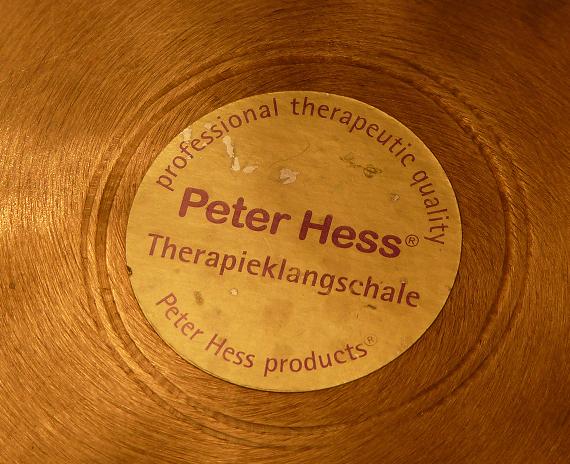 professional therapeutic quality
Peter Hess®
Therapieklangschale
Peter Hess products®